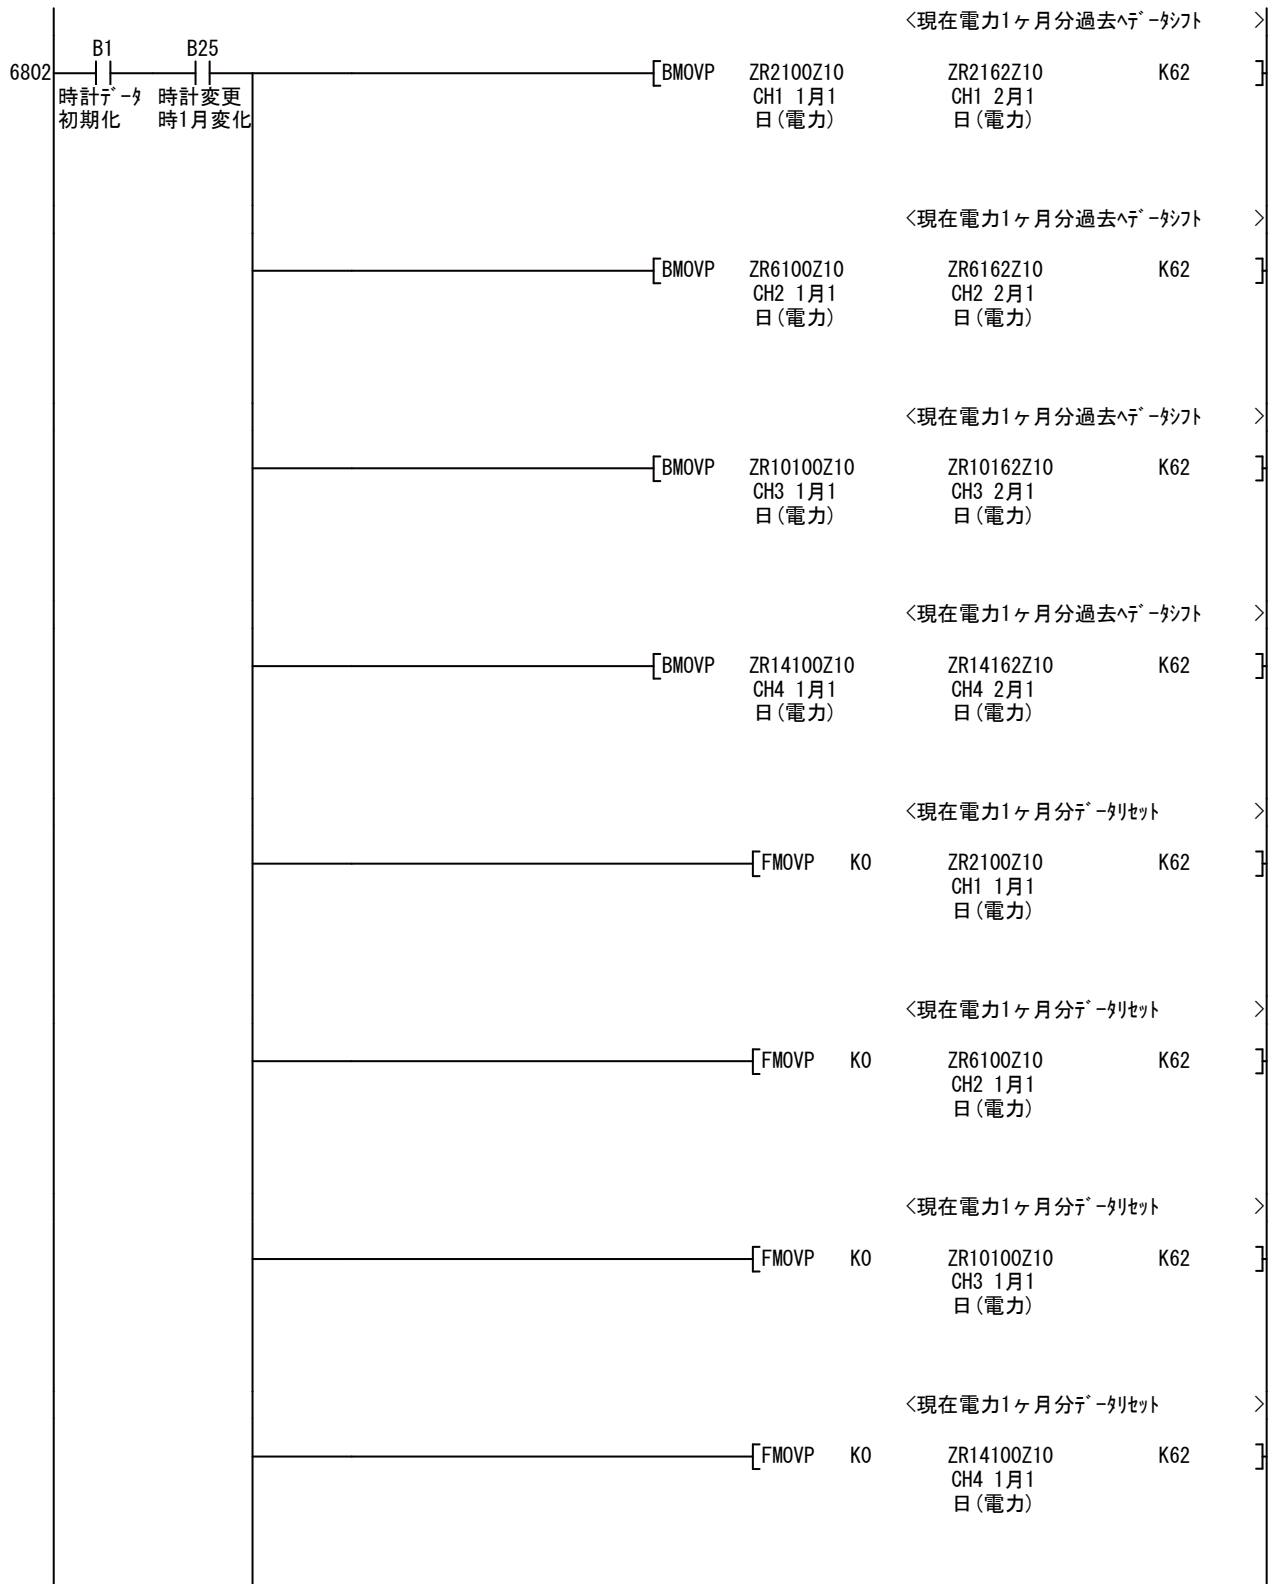 <現在電力1ヶ月分過去ﾍﾃﾞｰﾀｼﾌﾄ >
B1 B25
6802 [BMOVP ZR2100Z10 ZR2162Z10 K62 ]
時計ﾃﾞｰﾀ 時計変更 CH1 1月1 CH1 2月1
初期化 時1月変化 日(電力) 日(電力)
<現在電力1ヶ月分過去ﾍﾃﾞｰﾀｼﾌﾄ >
[BMOVP ZR6100Z10 ZR6162Z10 K62 ]
CH2 1月1 CH2 2月1
日(電力) 日(電力)
<現在電力1ヶ月分過去ﾍﾃﾞｰﾀｼﾌﾄ >
[BMOVP ZR10100Z10 ZR10162Z10 K62 ]
CH3 1月1 CH3 2月1
日(電力) 日(電力)
<現在電力1ヶ月分過去ﾍﾃﾞｰﾀｼﾌﾄ >
[BMOVP ZR14100Z10 ZR14162Z10 K62 ]
CH4 1月1 CH4 2月1
日(電力) 日(電力)
<現在電力1ヶ月分ﾃﾞｰﾀﾘｾｯﾄ >
[FMOVP K0 ZR2100Z10 K62 ]
CH1 1月1
日(電力)
<現在電力1ヶ月分ﾃﾞｰﾀﾘｾｯﾄ >
[FMOVP K0 ZR6100Z10 K62 ]
CH2 1月1
日(電力)
<現在電力1ヶ月分ﾃﾞｰﾀﾘｾｯﾄ >
[FMOVP K0 ZR10100Z10 K62 ]
CH3 1月1
日(電力)
<現在電力1ヶ月分ﾃﾞｰﾀﾘｾｯﾄ >
[FMOVP K0 ZR14100Z10 K62 ]
CH4 1月1
日(電力)